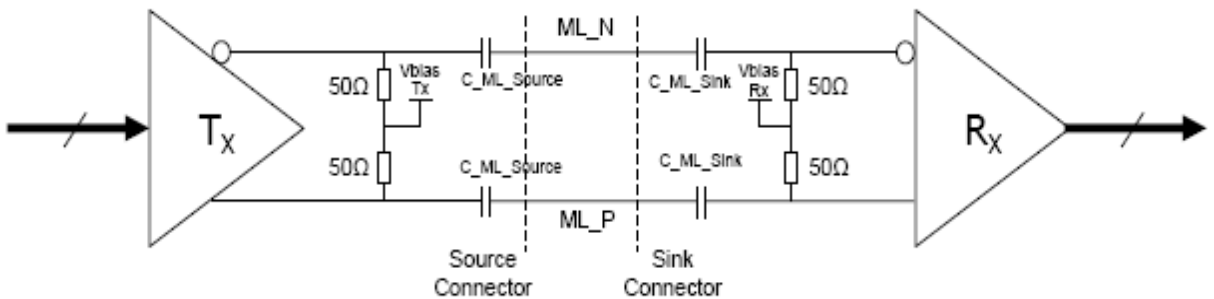 ML_N
50Ω
Vbias
Tx
C_ML_Source
C_ML_Sink
Vbias
Rx
50Ω
TX
RX
50Ω
C_ML_Source
C_ML_Sink
50Ω
ML_P
Source
Connector
Sink
Connector